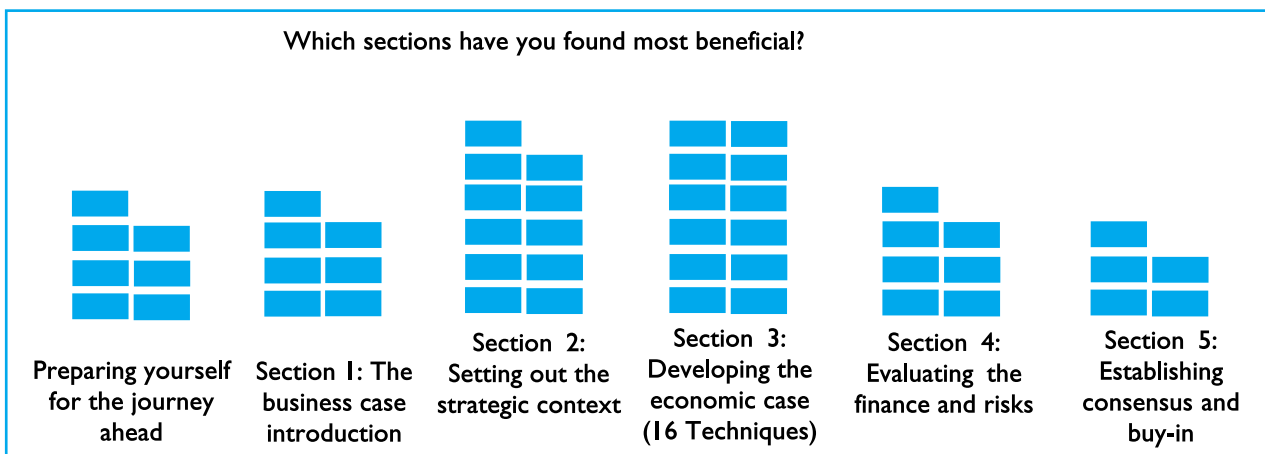 Which sections have you found most beneficial?
Preparing yourself
for the journey
ahead
Section 1: The
business case
introduction
Section 2:
Setting out the
strategic context
Section 3:
Developing the
economic case
(16 Techniques)
Section 4:
Evaluating the
finance and risks
Section 5:
Establishing
consensus and
buy-in